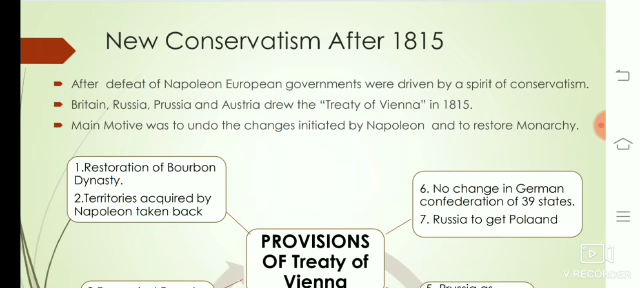 New Conservatism After 1815
After defeat of Napoleon European governments were driven by a spirit of conservatism.
Britain, Russia, Prussia and Austria drew the “Treaty of Vienna” in 1815.
Main Motive was to undo the changes initiated by Napoleon and to restore Monarchy.
1.Restoration of Bourbon
Dynasty.
2.Territories acquired by
Napoleon taken back
6. No change in German
confederation of 39 states.
7. Russia to get Polaand
PROVISIONS
OF Treaty of
Vienna
5. Prussia as
V RECORDER